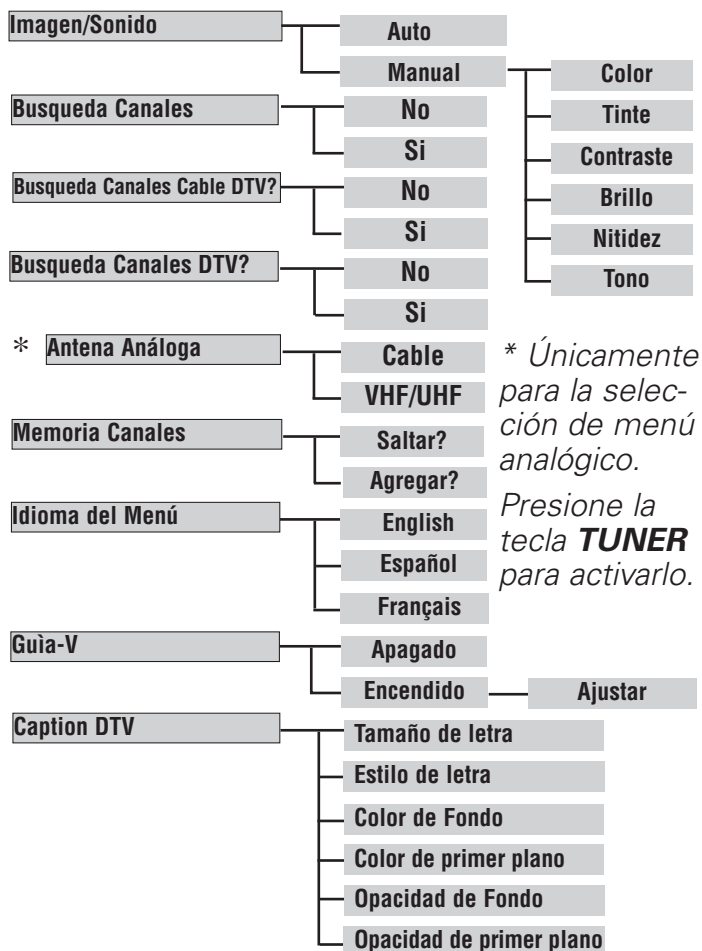 Imagen/Sonido
Auto
Manual
Color
Tinte
Contraste
Brillo
Nitidez
Tono
Busqueda Canales
No
Si
Busqueda Canales Cable DTV?
No
Si
Busqueda Canales DTV?
No
Si
* Antena Análoga
Cable
VHF/UHF
* Únicamente
para la selec-
ción de menú
analógico.
Presione la
tecla TUNER
para activarlo.
Memoria Canales
Saltar?
Agregar?
Idioma del Menú
English
Español
Français
Guìa-V
Apagado
Encendido
Ajustar
Caption DTV
Tamaño de letra
Estilo de letra
Color de Fondo
Color de primer plano
Opacidad de Fondo
Opacidad de primer plano